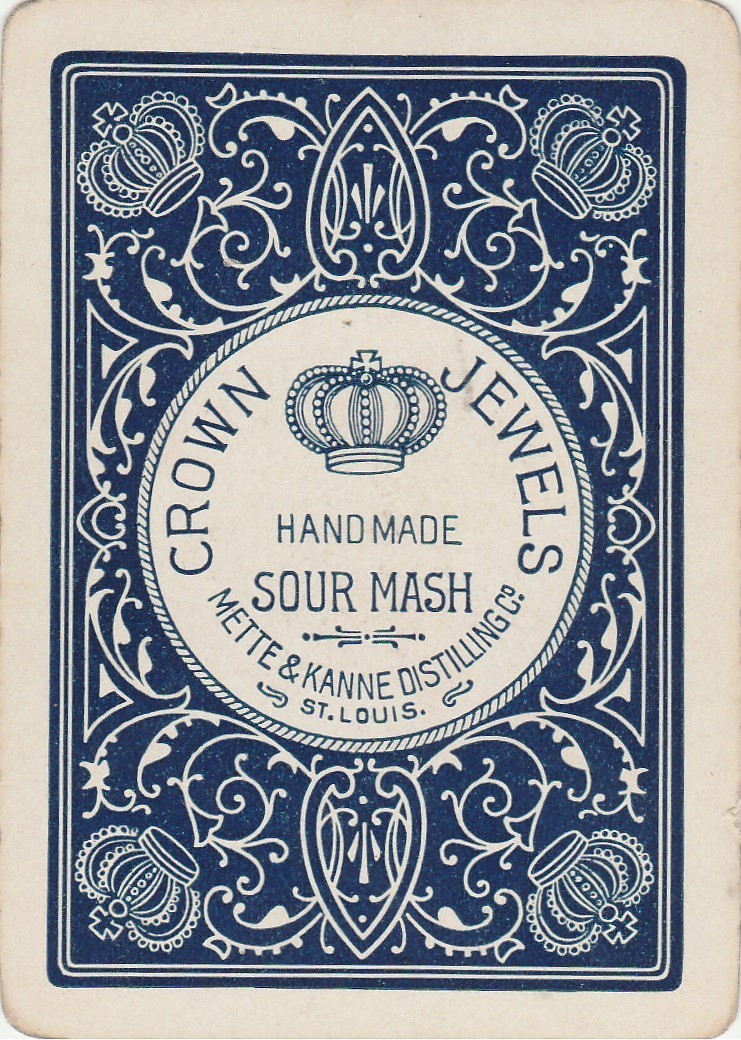 CROWN JEWELS
HAND MADE
SOUR MASH
METTE & KANNE DISTILLING Cº
ST. LOUIS.